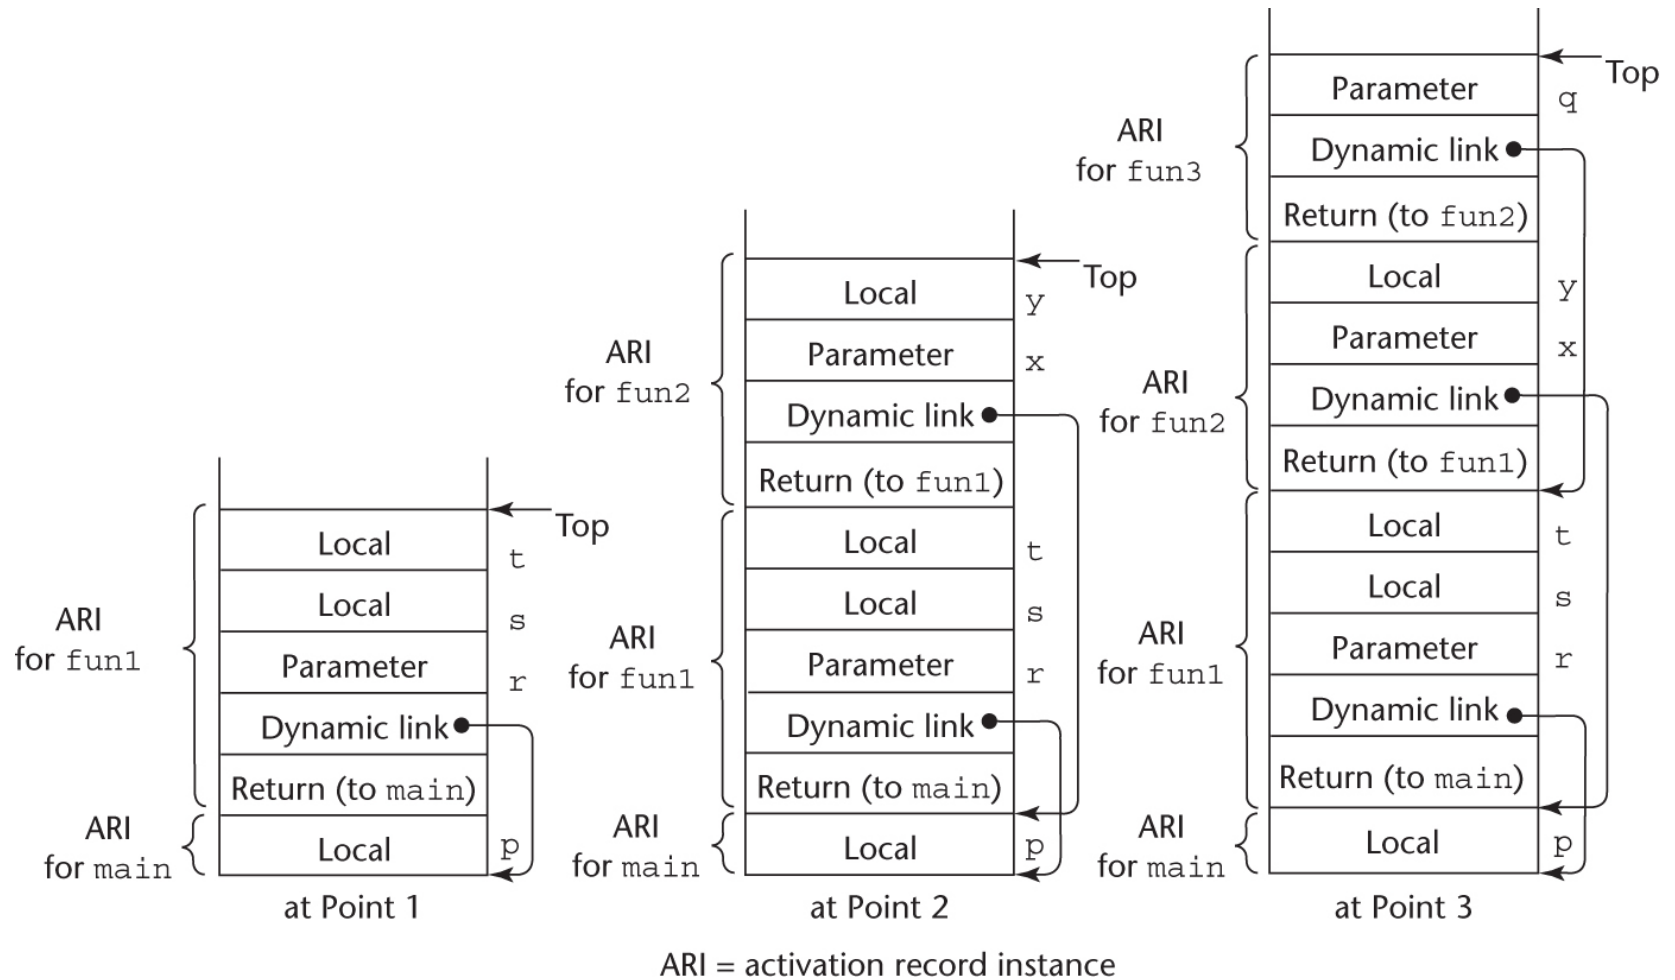 Local
t
Local
s
Parameter
r
Dynamic link
Return (to main)
Local
p
Top
ARI
for fun1
ARI
for main
at Point 1
Local
y
Parameter
x
Dynamic link
Return (to fun1)
Local
t
Local
s
Parameter
r
Dynamic link
Return (to main)
Local
p
Top
ARI
for fun2
ARI
for fun1
ARI
for main
at Point 2
Parameter
q
Dynamic link
Return (to fun2)
Local
y
Parameter
x
Dynamic link
Return (to fun1)
Local
t
Local
s
Parameter
r
Dynamic link
Return (to main)
Local
p
Top
ARI
for fun3
ARI
for fun2
ARI
for fun1
ARI
for main
at Point 3
ARI = activation record instance